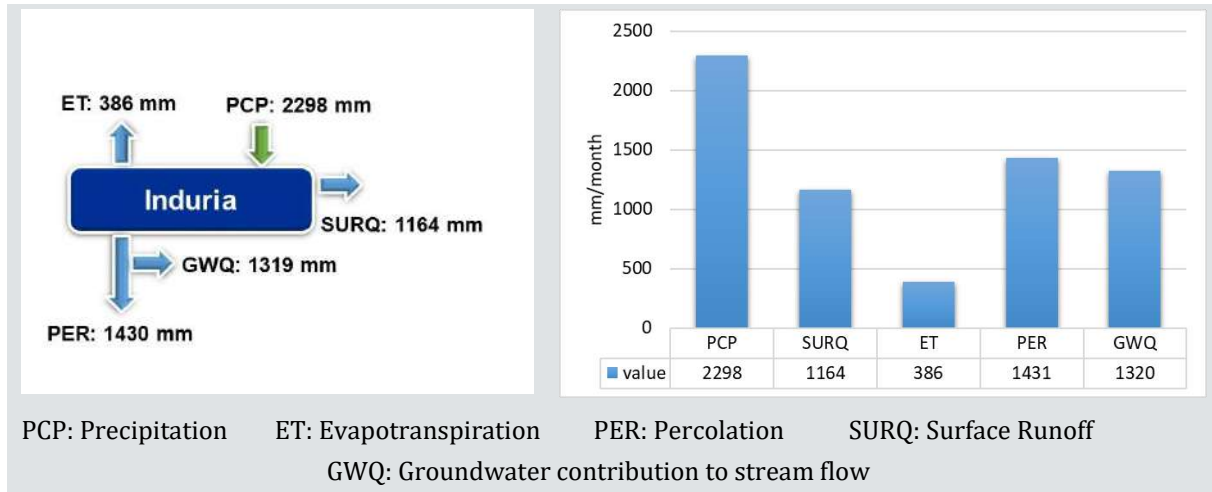 ET: 386 mm
PCP: 2298 mm
Induria
SURQ: 1164 mm
GWQ: 1319 mm
PER: 1430 mm
2500
2000
1500
1000
500
0
mm/month
PCP SURQ ET PER GWQ
value 2298 1164 386 1431 1320
PCP: Precipitation ET: Evapotranspiration PER: Percolation SURQ: Surface Runoff
GWQ: Groundwater contribution to stream flow